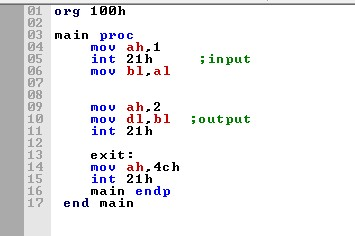 01 org 100h
02
03 main proc
04 mov ah,1
05 int 21h ;input
06 mov bl,al
07
08
09 mov ah,2
10 mov dl,bl ;output
11 int 21h
12
13 exit:
14 mov ah,4ch
15 int 21h
16 main endp
17 end main